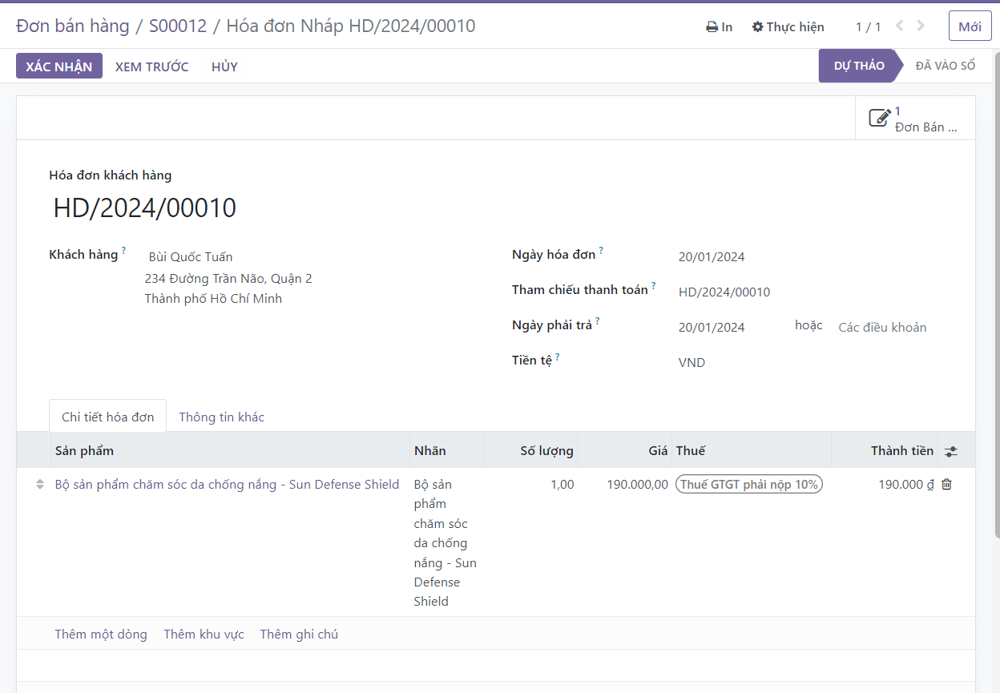 Đơn bán hàng / S00012 / Hóa đơn Nháp HD/2024/00010
In
Thực hiện
1 / 1
Mới
XÁC NHẬN
XEM TRƯỚC
HỦY
DỰ THẢO
ĐÃ VÀO SỔ
1
Đơn Bán ...
Hóa đơn khách hàng
HD/2024/00010
Khách hàng ?
Bùi Quốc Tuấn
234 Đường Trần Não, Quận 2
Thành phố Hồ Chí Minh
Ngày hóa đơn ?
20/01/2024
Tham chiếu thanh toán ?
HD/2024/00010
Ngày phải trả ?
20/01/2024
hoặc
Các điều khoản
Tiền tệ ?
VND
Chi tiết hóa đơn
Thông tin khác
Sản phẩm
Nhãn
Số lượng
Giá
Thuế
Thành tiền
Bộ sản phẩm chăm sóc da chống nắng - Sun Defense Shield
Bộ sản
phẩm
chăm sóc
da chống
nắng - Sun
Defense
Shield
1,00
190.000,00
Thuế GTGT phải nộp 10%
190.000 ₫
Thêm một dòng
Thêm khu vực
Thêm ghi chú